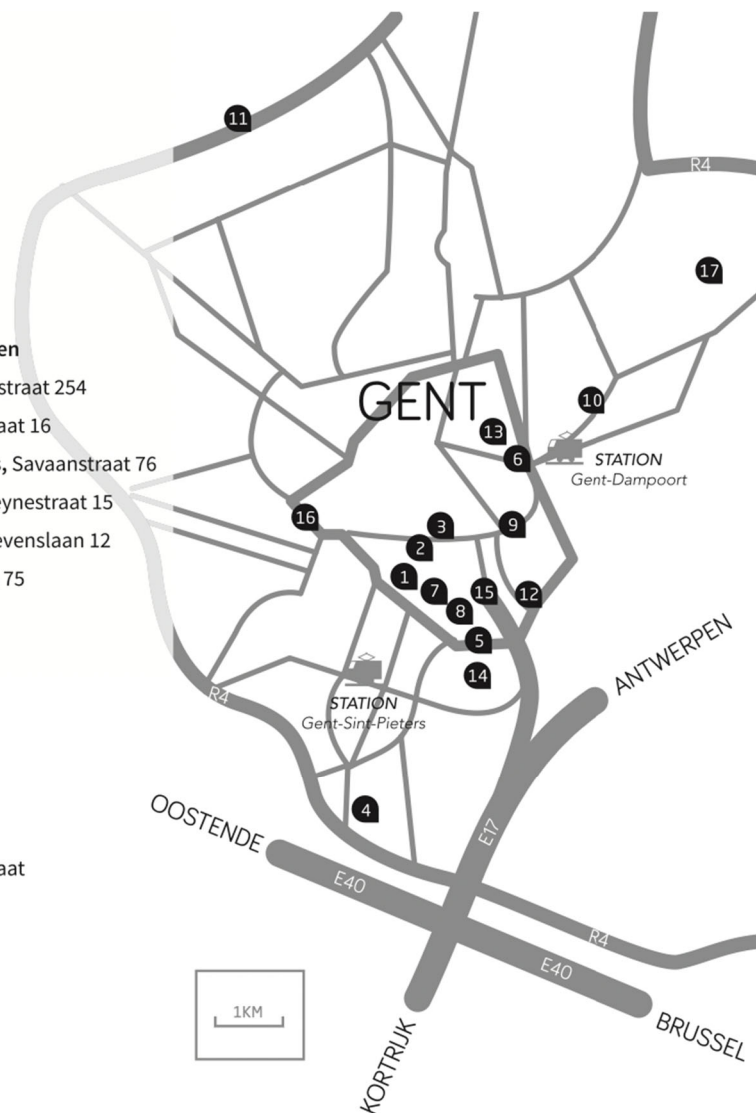 11
R4
17
en
straat 254
aat 16
s, Savaanstraat 76
eynestraat 15
evenslaan 12
75
aat
GENT
10
13
6
STATION
Gent-Dampoort
16
3
9
2
1
7
15
12
8
5
14
ANTWERPEN
STATION
Gent-Sint-Pieters
R4
4
OOSTENDE
E17
E40
R4
E40
1KM
BRUSSEL
KORTRIJK